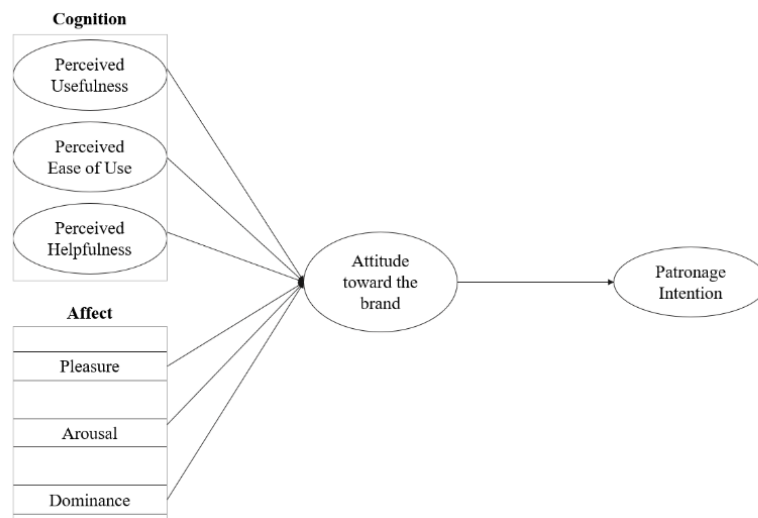 Cognition
Perceived
Usefulness
Perceived
Ease of Use
Perceived
Helpfulness
Attitude
toward the
brand
Patronage
Intention
Affect
Pleasure
Arousal
Dominance